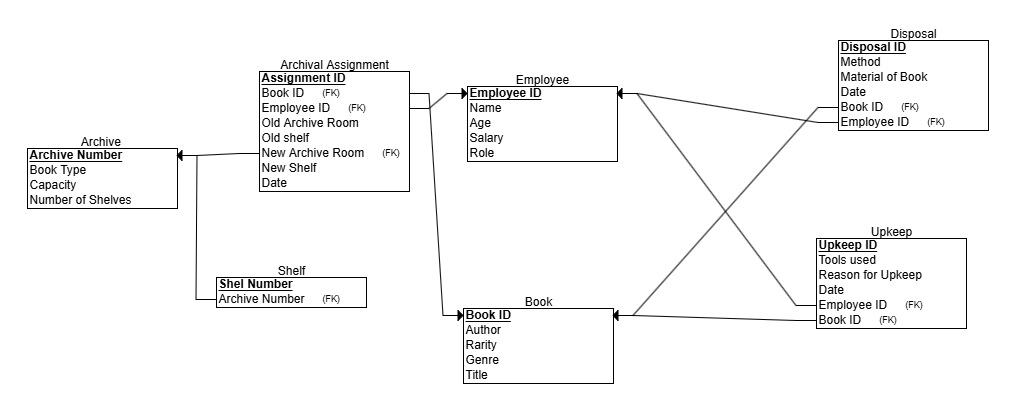 Archive
Archive Number
Book Type
Capacity
Number of Shelves
Archival Assignment
Assignment ID
Book ID (FK)
Employee ID (FK)
Old Archive Room
Old shelf
New Archive Room (FK)
New Shelf
Date
Shelf
Shel Number
Archive Number (FK)
Employee
Employee ID
Name
Age
Salary
Role
Book
Book ID
Author
Rarity
Genre
Title
Disposal
Disposal ID
Method
Material of Book
Date
Book ID (FK)
Employee ID (FK)
Upkeep
Upkeep ID
Tools used
Reason for Upkeep
Date
Employee ID (FK)
Book ID (FK)